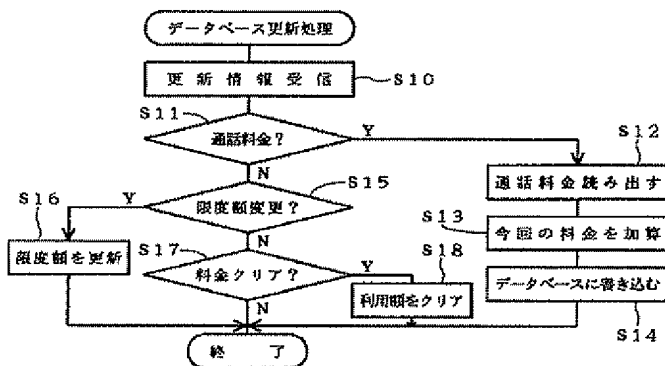 データベース更新処理
更新情報受信
S10
S11
通話料金?
Y
N
S12
通話料金読み出す
S13
今回の料金を加算
データベースに書き込む
S14
S15
限度額変更?
Y
N
S16
限度額を更新
S17
料金クリア?
Y
N
S18
利用額をクリア
終了